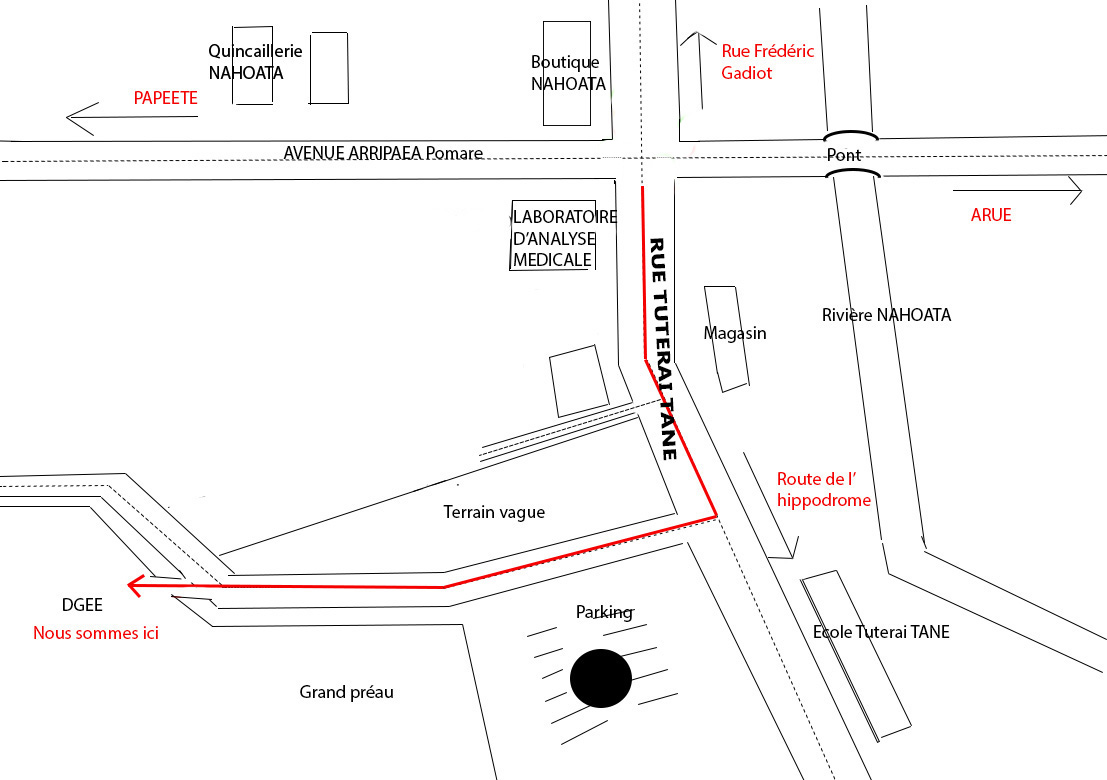 Quincaillerie
NAHOATA
Boutique
NAHOATA
Rue Frédéric
Gadiot
PAPEETE
AVENUE ARRIPAEA Pomare
Pont
ARUE
LABORATOIRE
D’ANALYSE
MEDICALE
RUE TUTERAI TANE
Magasin
Rivière NAHOATA
Route de l’
hippodrome
Terrain vague
DGEE
Nous sommes ici
Parking
Ecole Tuterai TANE
Grand préau